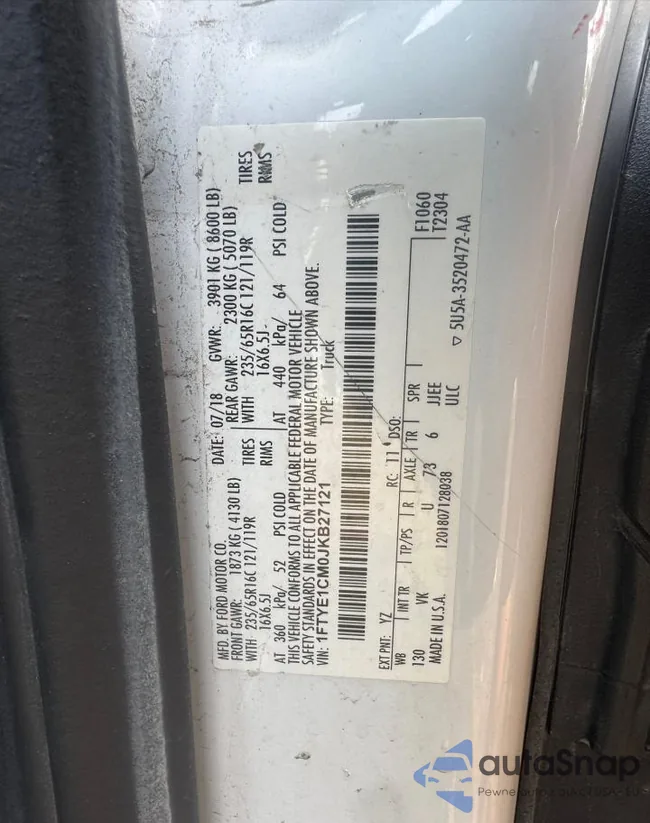 MFD. BY FORD MOTOR CO.
DATE: 07/18 GVWR: 3901 KG ( 8600 LB)
FRONT GAWR: 1873 KG ( 4130 LB)
REAR GAWR: 2300 KG ( 5070 LB)
WITH 235/65R16C 121/119R TIRES
WITH 235/65R16C 121/119R TIRES
16X6.5J RIMS
16X6.5J RIMS
AT 360 kPa/ 52 PSI COLD
AT 440 kPa/ 64 PSI COLD
THIS VEHICLE CONFORMS TO ALL APPLICABLE FEDERAL MOTOR VEHICLE
SAFETY STANDARDS IN EFFECT ON THE DATE OF MANUFACTURE SHOWN ABOVE.
VIN: 1FTYE1CM0JKB27121 TYPE: Truck
EXT PNT: YZ RC: 11 DSO: F1060
T2304
WB INT TR TP/PS R AXLE TR SPR
130 VK U 73 6 JJEE
ULC
MADE IN U.S.A. 1201807128038 ▽ 5U5A-3520472-AA
autoSnap